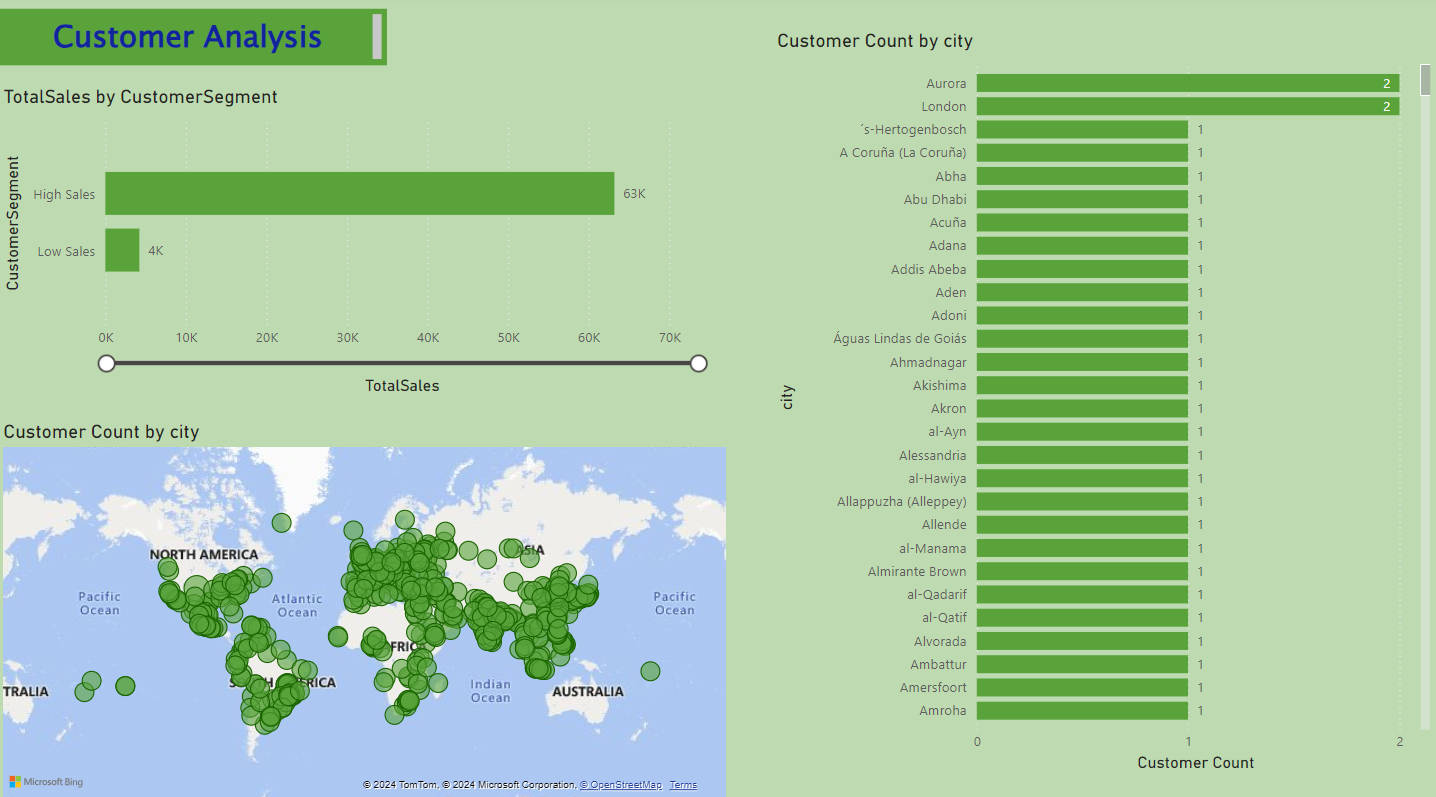 Customer Analysis
TotalSales by CustomerSegment
CustomerSegment
High Sales
63K
Low Sales
4K
0K 10K 20K 30K 40K 50K 60K 70K
TotalSales
Customer Count by city
NORTH AMERICA
ASIA
Pacific
Ocean
Atlantic
Ocean
Pacific
Ocean
AFRIC
TRALIA
S H A RICA
Indian
Ocean
AUSTRALIA
Microsoft Bing
© 2024 TomTom, © 2024 Microsoft Corporation, © OpenStreetMap Terms
Customer Count by city
city
Aurora 2
London 2
´s-Hertogenbosch 1
A Coruña (La Coruña) 1
Abha 1
Abu Dhabi 1
Acuña 1
Adana 1
Addis Abeba 1
Aden 1
Adoni 1
Águas Lindas de Goiás 1
Ahmadnagar 1
Akishima 1
Akron 1
al-Ayn 1
Alessandria 1
al-Hawiya 1
Allappuzha (Alleppey) 1
Allende 1
al-Manama 1
Almirante Brown 1
al-Qadarif 1
al-Qatif 1
Alvorada 1
Ambattur 1
Amersfoort 1
Amroha 1
0 1 2
Customer Count